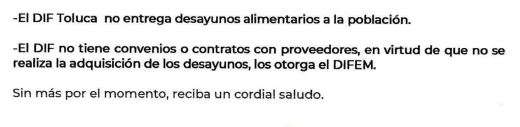 -El DIF Toluca no entrega desayunos alimentarios a la población.
-El DIF no tiene convenios o contratos con proveedores, en virtud de que no se
realiza la adquisición de los desayunos, los otorga el DIFEM.
Sin más por el momento, reciba un cordial saludo.